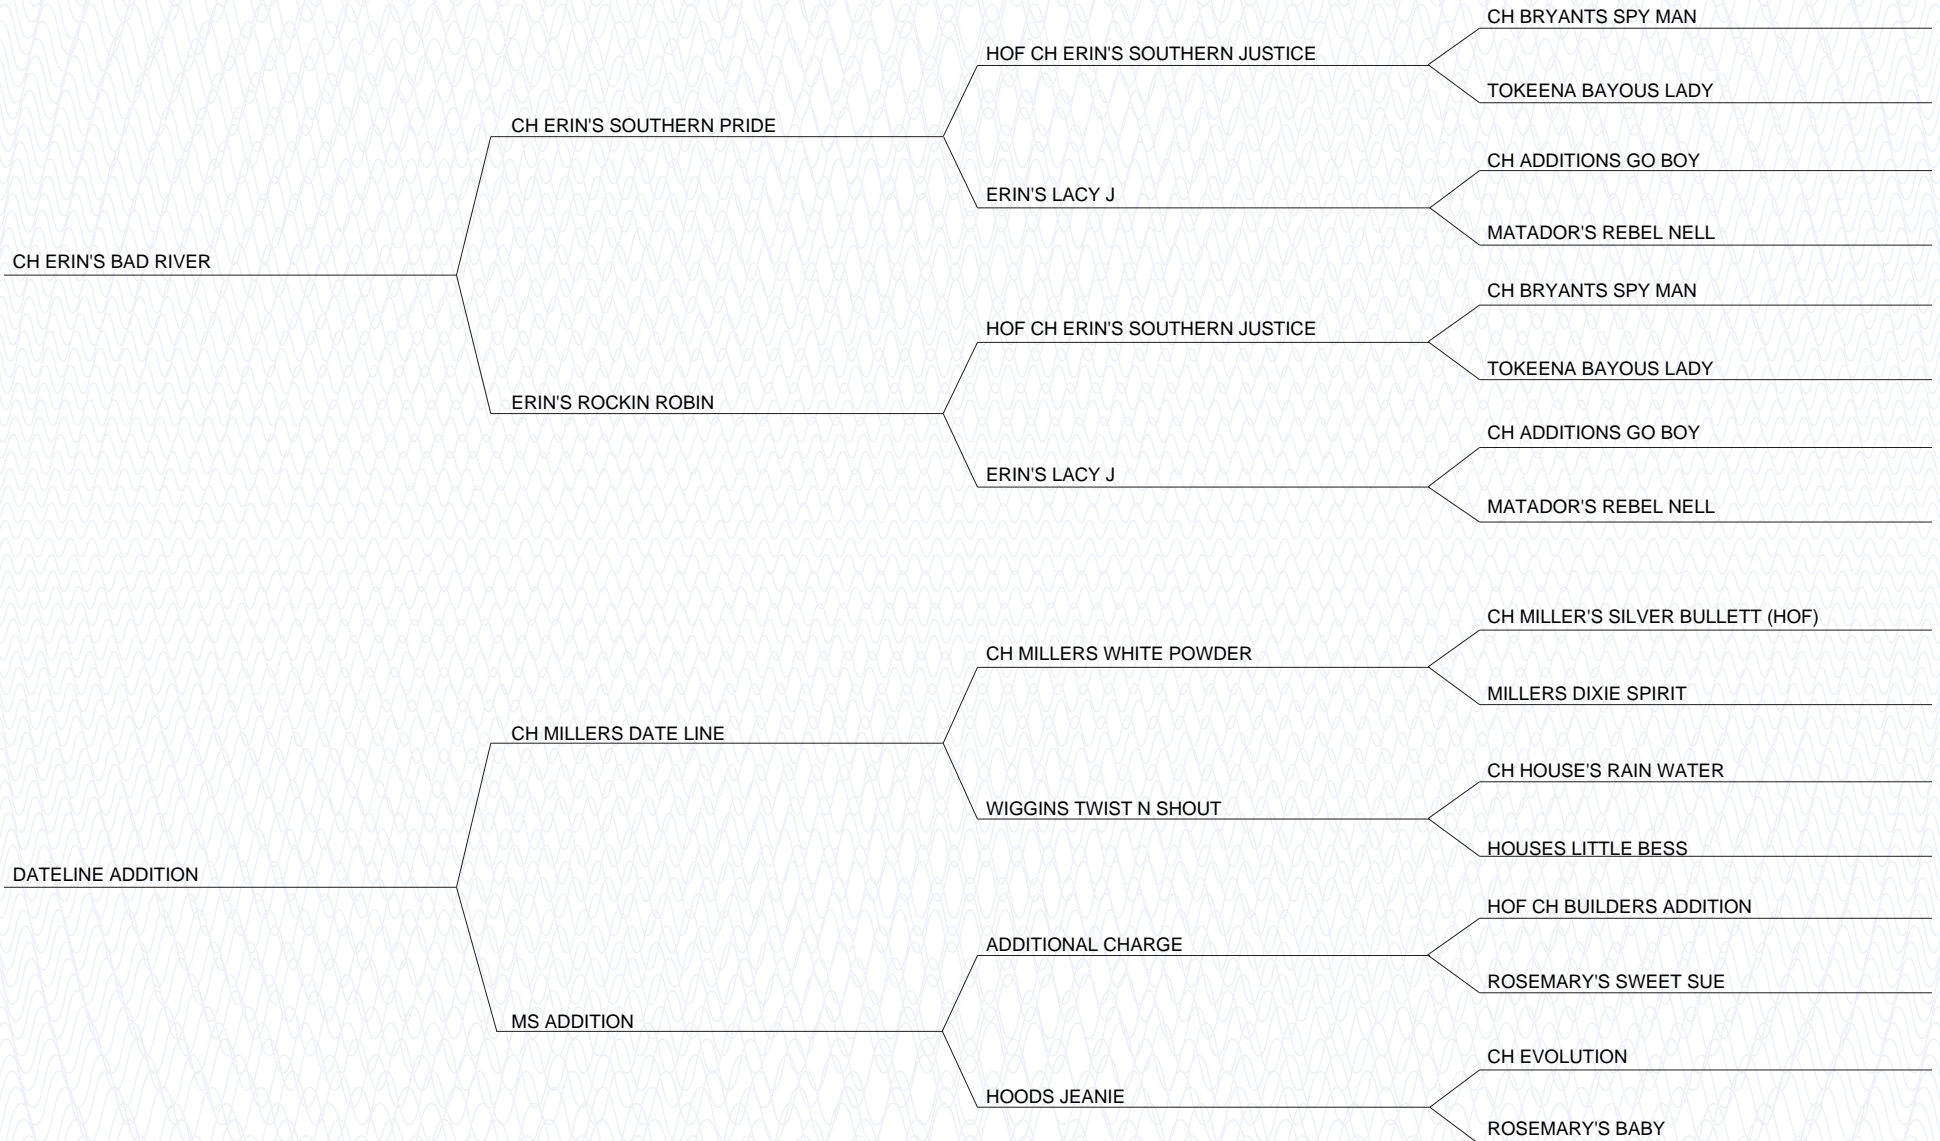 CH BRYANTS SPY MAN
HOF CH ERIN'S SOUTHERN JUSTICE
TOKEENA BAYOUS LADY
CH ERIN'S SOUTHERN PRIDE
CH ADDITIONS GO BOY
ERIN'S LACY J
MATADOR'S REBEL NELL
CH ERIN'S BAD RIVER
CH BRYANTS SPY MAN
HOF CH ERIN'S SOUTHERN JUSTICE
TOKEENA BAYOUS LADY
ERIN'S ROCKIN ROBIN
CH ADDITIONS GO BOY
ERIN'S LACY J
MATADOR'S REBEL NELL
CH MILLER'S SILVER BULLETT (HOF)
CH MILLERS WHITE POWDER
MILLERS DIXIE SPIRIT
CH MILLERS DATE LINE
CH HOUSE'S RAIN WATER
WIGGINS TWIST N SHOUT
HOUSES LITTLE BESS
DATELINE ADDITION
HOF CH BUILDERS ADDITION
ADDITIONAL CHARGE
ROSEMARY'S SWEET SUE
MS ADDITION
CH EVOLUTION
HOODS JEANIE
ROSEMARY'S BABY